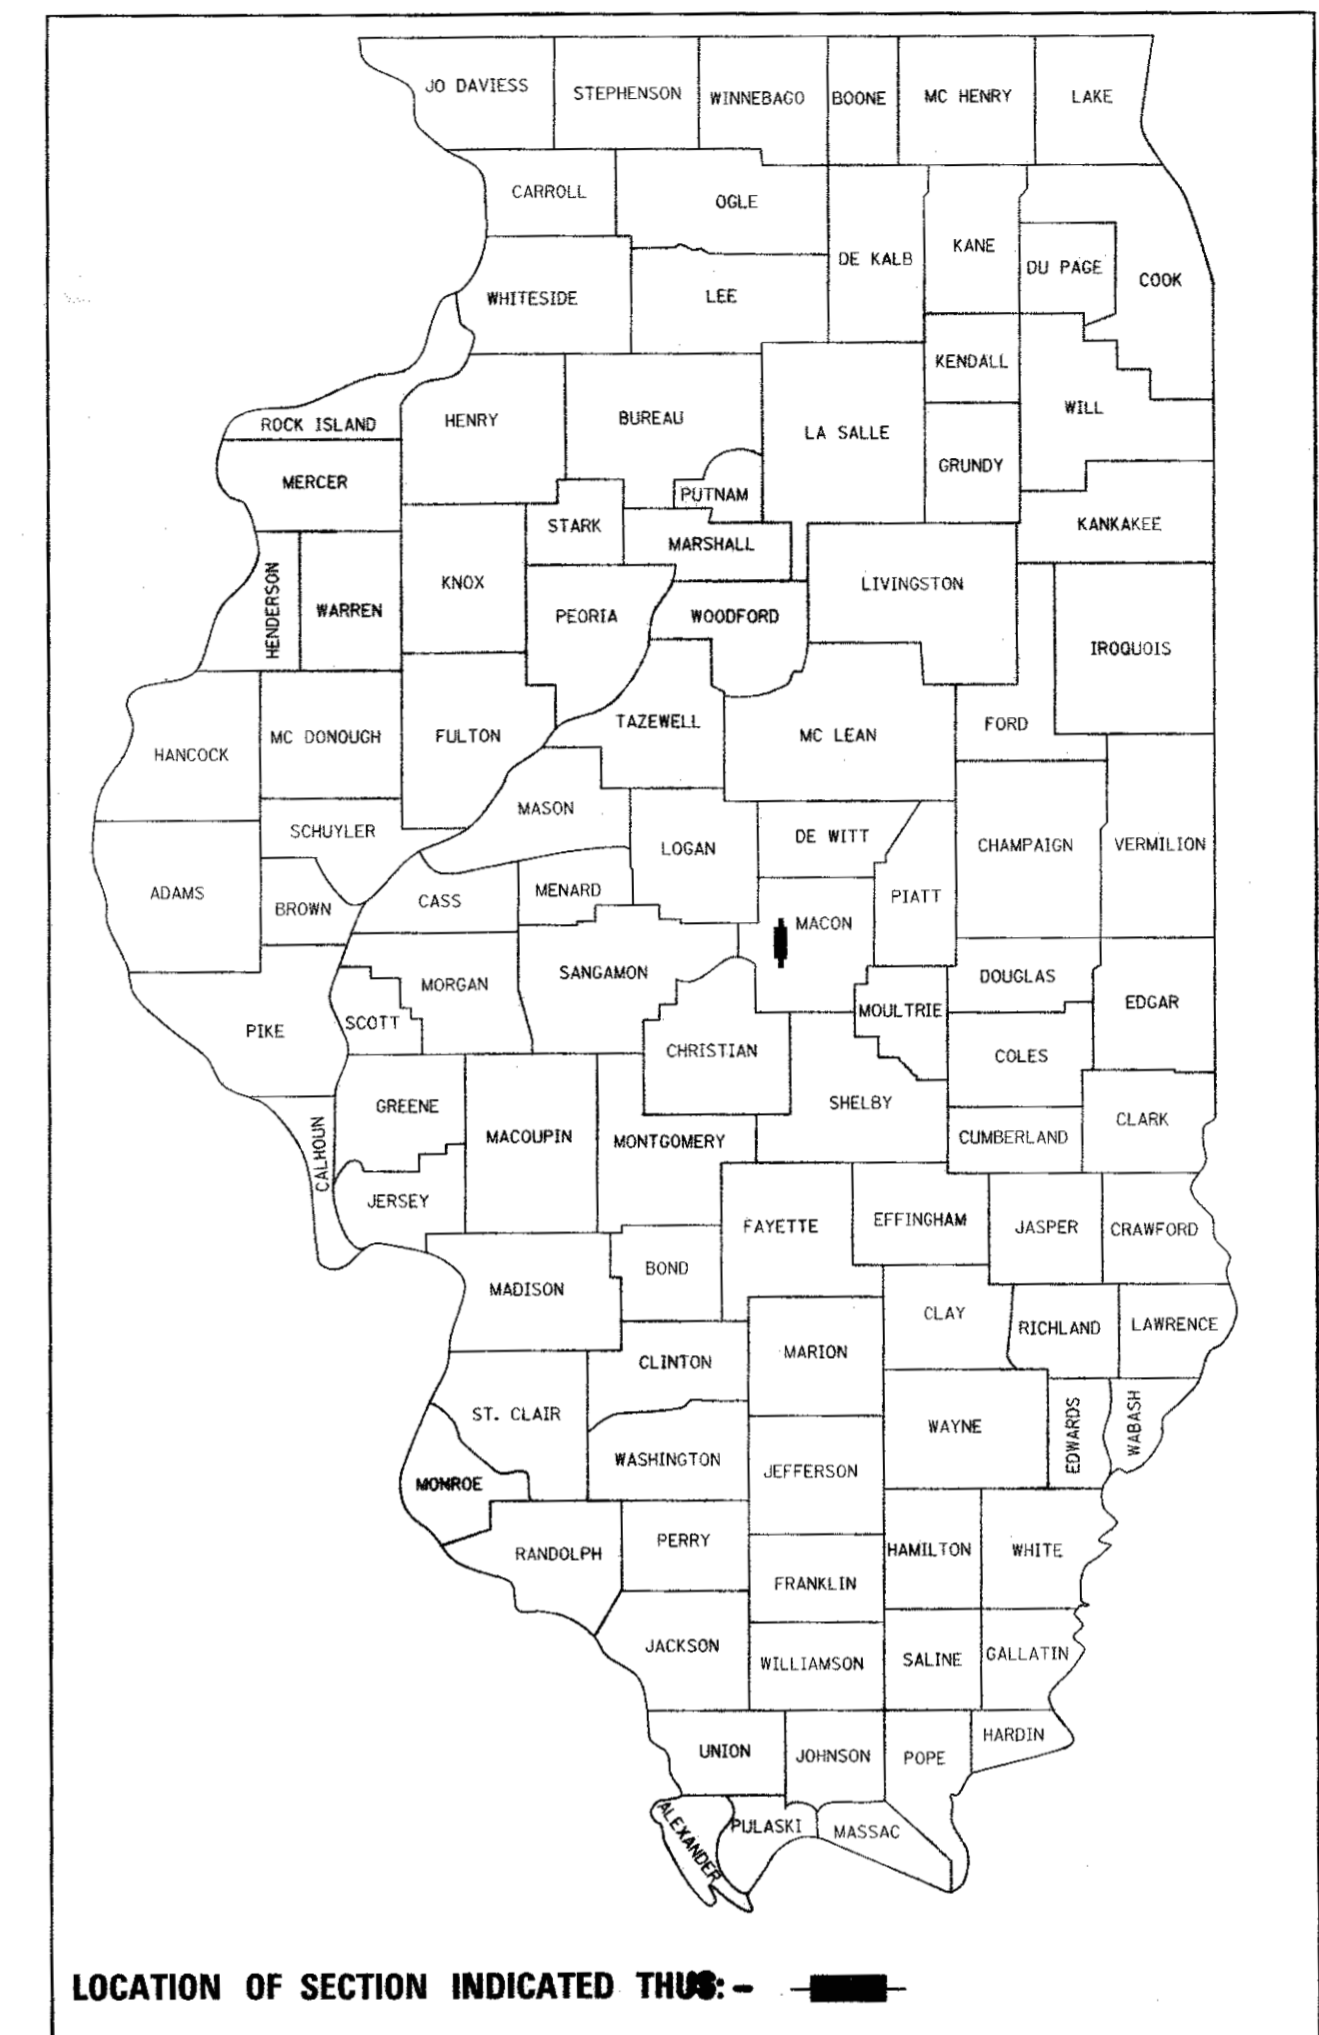 JO DAVIESS
STEPHENSON
WINNEBAGO
BOONE
MC HENRY
LAKE
CARROLL
OGLE
DE KALB
KANE
DU PAGE
COOK
WHITESIDE
LEE
KENDALL
WILL
ROCK ISLAND
HENRY
BUREAU
LA SALLE
GRUNDY
MERCER
PUTNAM
STARK
MARSHALL
KANKAKEE
HENDERSON
WARREN
KNOX
PEORIA
WOODFORD
LIVINGSTON
IROQUOIS
HANCOCK
MC DONOUGH
FULTON
TAZEWELL
MC LEAN
FORD
SCHUYLER
MASON
LOGAN
DE WITT
CHAMPAIGN
VERMILION
ADAMS
BROWN
CASS
MENARD
MACON
PIATT
PIKE
SCOTT
MORGAN
SANGAMON
CHRISTIAN
MOULTRIE
DOUGLAS
EDGAR
COLES
CALHOUN
GREENE
MACOUPIN
MONTGOMERY
SHELBY
CUMBERLAND
CLARK
JERSEY
FAYETTE
EFFINGHAM
JASPER
CRAWFORD
MADISON
BOND
CLAY
RICHLAND
LAWRENCE
CLINTON
MARION
ST. CLAIR
WASHINGTON
JEFFERSON
WAYNE
EDWARDS
WABASH
MONROE
RANDOLPH
PERRY
FRANKLIN
HAMILTON
WHITE
JACKSON
WILLIAMSON
SALINE
GALLATIN
UNION
JOHNSON
POPE
HARDIN
ALEXANDER
PULASKI
MASSAC
LOCATION OF SECTION INDICATED THUS: -